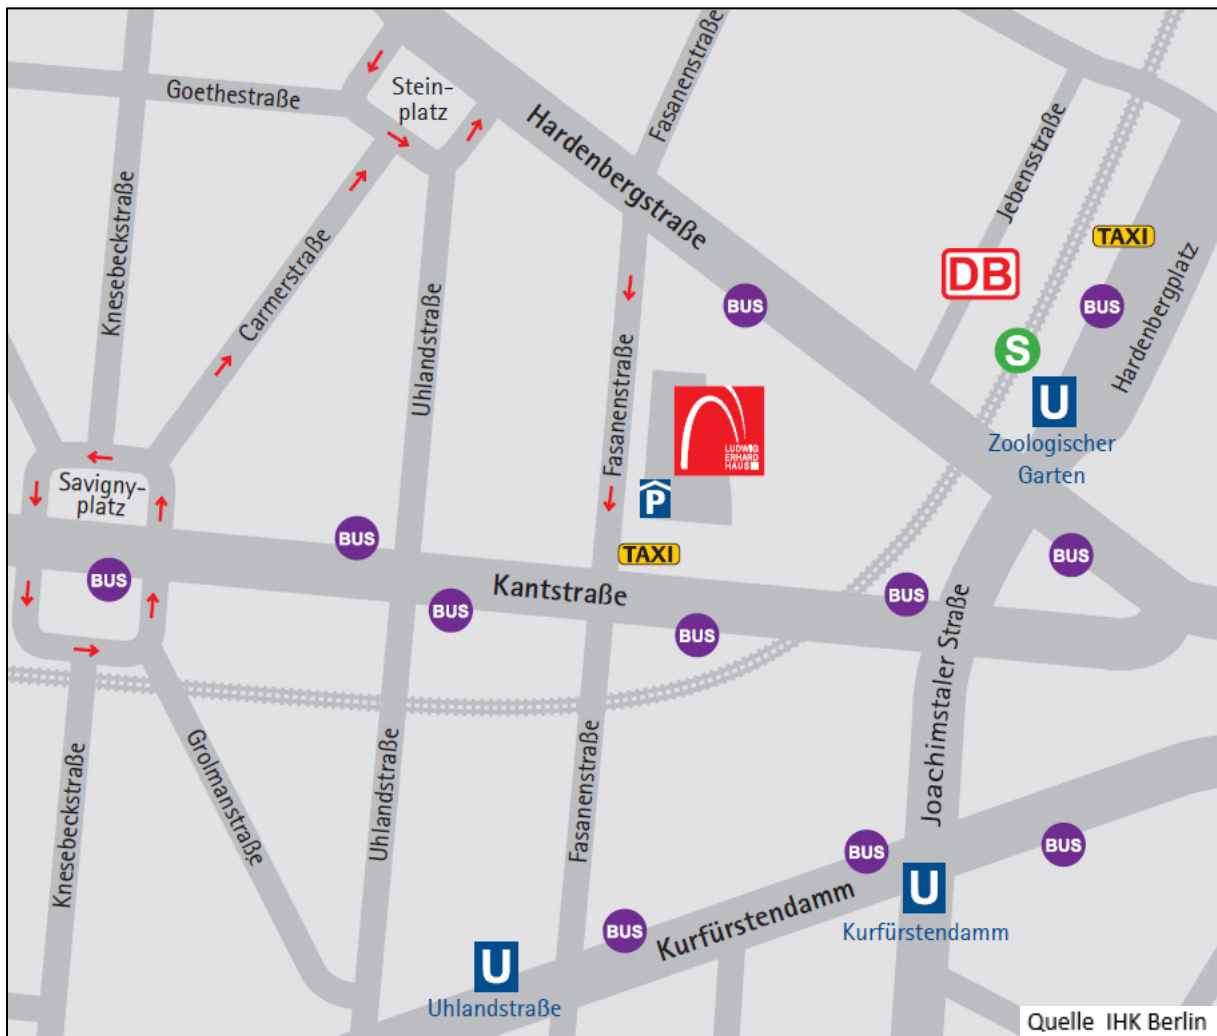 Goethestraße
Stein-
platz
Hardenbergstraße
Fasanenstraße
Jebensstraße
TAXI
DB
BUS
S
U
Zoologischer
Garten
Hardenbergplatz
Knesebeckstraße
Carmerstraße
Uhlandstraße
BUS
Fasanenstraße
LUDWIG
ERHARD
HAUS
P
TAXI
Savigny-
platz
BUS
BUS
BUS
Kantstraße
BUS
BUS
BUS
Joachimstaler Straße
Knesebeckstraße
Grolmanstraße
Uhlandstraße
Fasanenstraße
BUS
BUS
BUS
Kurfürstendamm
U
Kurfürstendamm
U
Uhlandstraße
Quelle IHK Berlin